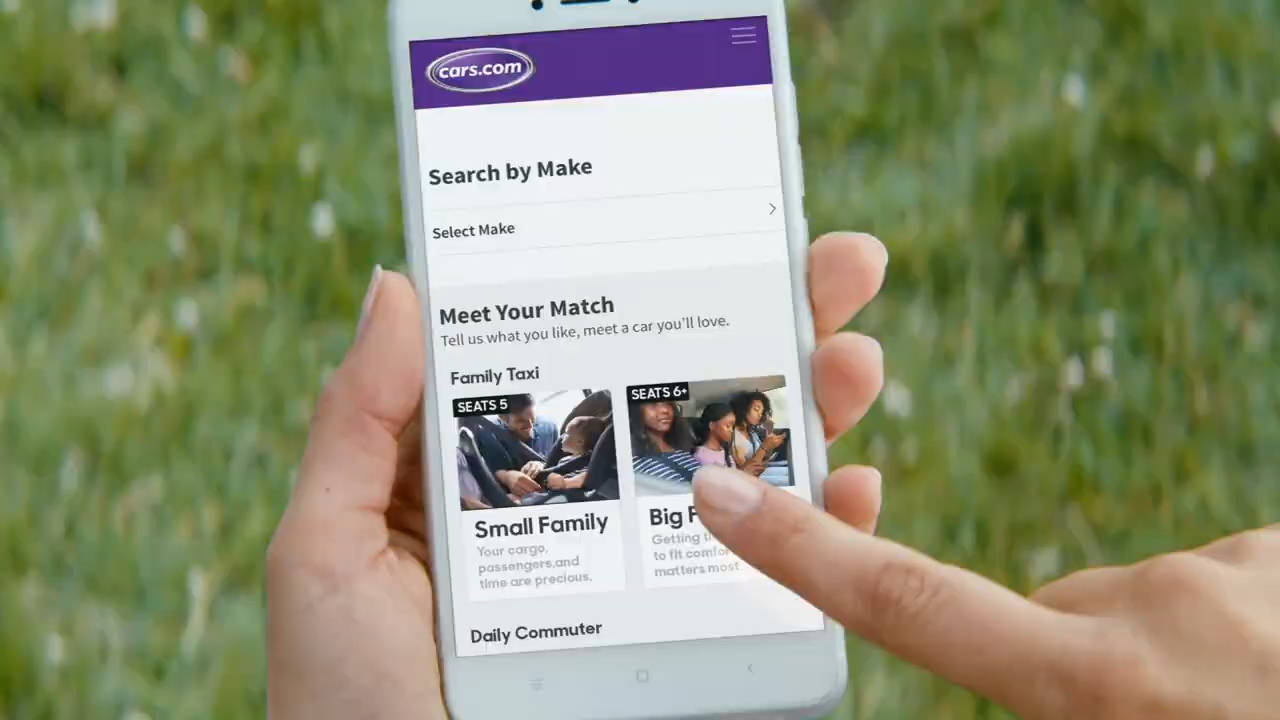 cars.com
Search by Make
Select Make
Meet Your Match
Tell us what you like, meet a car you'll love.
Family Taxi
SEATS 5
SEATS 6+
Small Family
Your cargo,
passengers,and
time are precious.
Big
Getting
to fit
matters most.
Daily Commuter